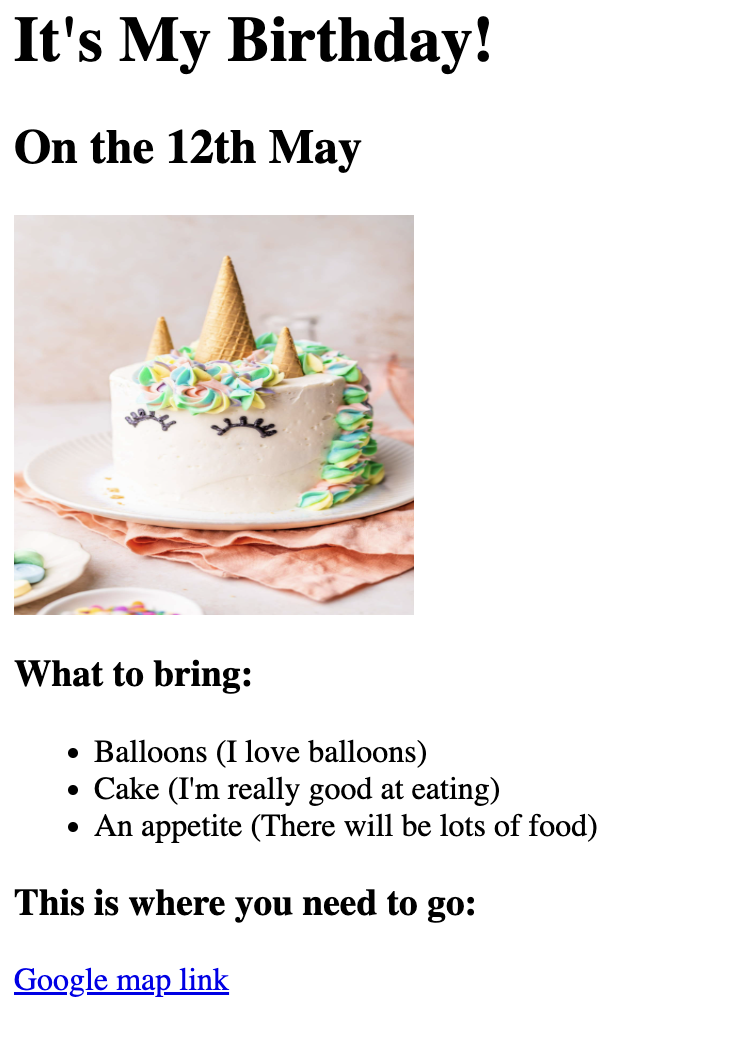 It's My Birthday!
On the 12th May
What to bring:
Balloons (I love balloons)
Cake (I'm really good at eating)
An appetite (There will be lots of food)
This is where you need to go:
Google map link